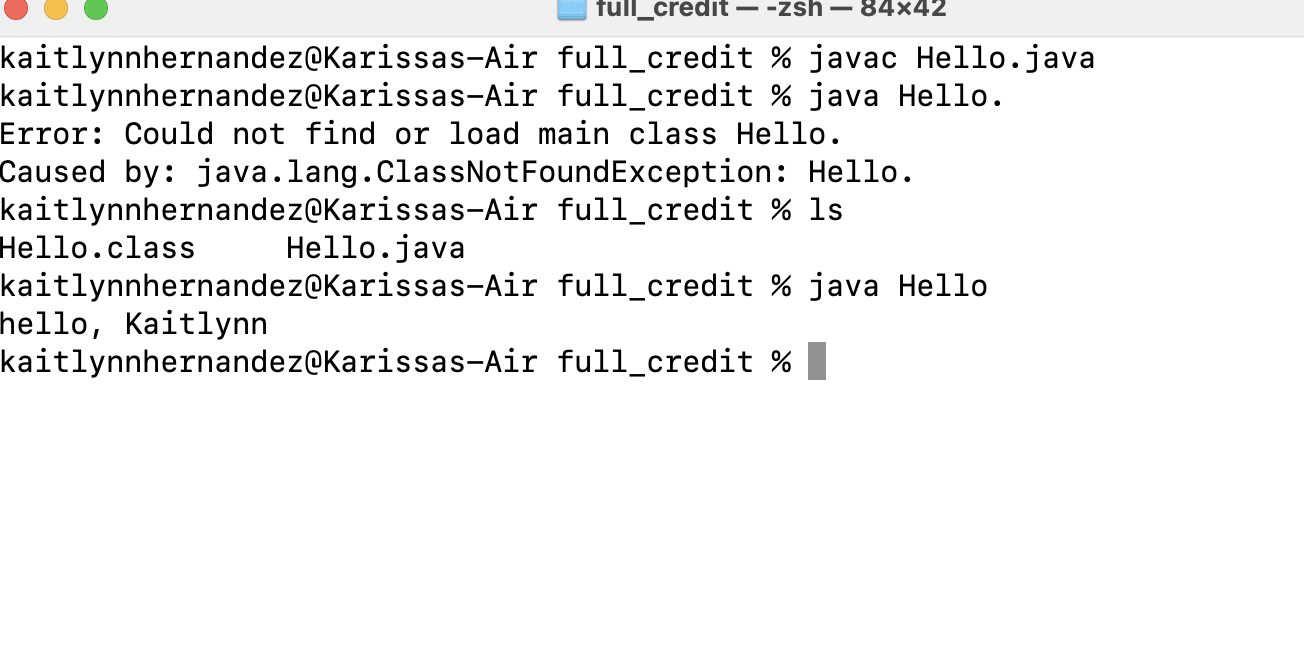 full_credit — -zsh — 84×42
kaitlynnhernandez@Karissas-Air full_credit % javac Hello.java
kaitlynnhernandez@Karissas-Air full_credit % java Hello.
Error: Could not find or load main class Hello.
Caused by: java.lang.ClassNotFoundException: Hello.
kaitlynnhernandez@Karissas-Air full_credit % ls
Hello.class     Hello.java
kaitlynnhernandez@Karissas-Air full_credit % java Hello
hello, Kaitlynn
kaitlynnhernandez@Karissas-Air full_credit %